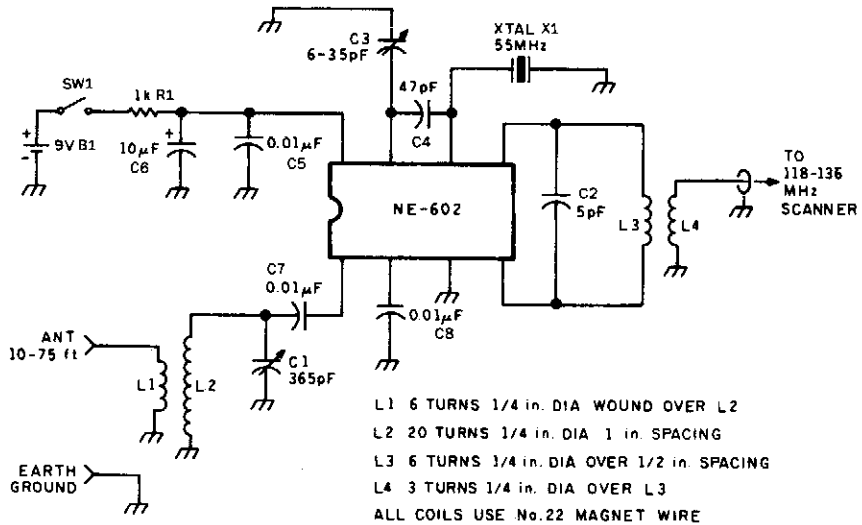 C3
6-35pF
XTAL X1
55MHz
SW1
1k R1
47pF
C4
+
9V B1
-
+
10µF
C6
0.01µF
C5
NE-602
C2
5pF
L3
L4
TO
118-136
MHz
SCANNER
C7
0.01µF
0.01µF
C8
ANT
10-75 ft
L1
L2
C1
365pF
EARTH
GROUND
L1 6 TURNS 1/4 in. DIA WOUND OVER L2
L2 20 TURNS 1/4 in. DIA 1 in. SPACING
L3 6 TURNS 1/4 in. DIA OVER 1/2 in. SPACING
L4 3 TURNS 1/4 in. DIA OVER L3
ALL COILS USE No.22 MAGNET WIRE